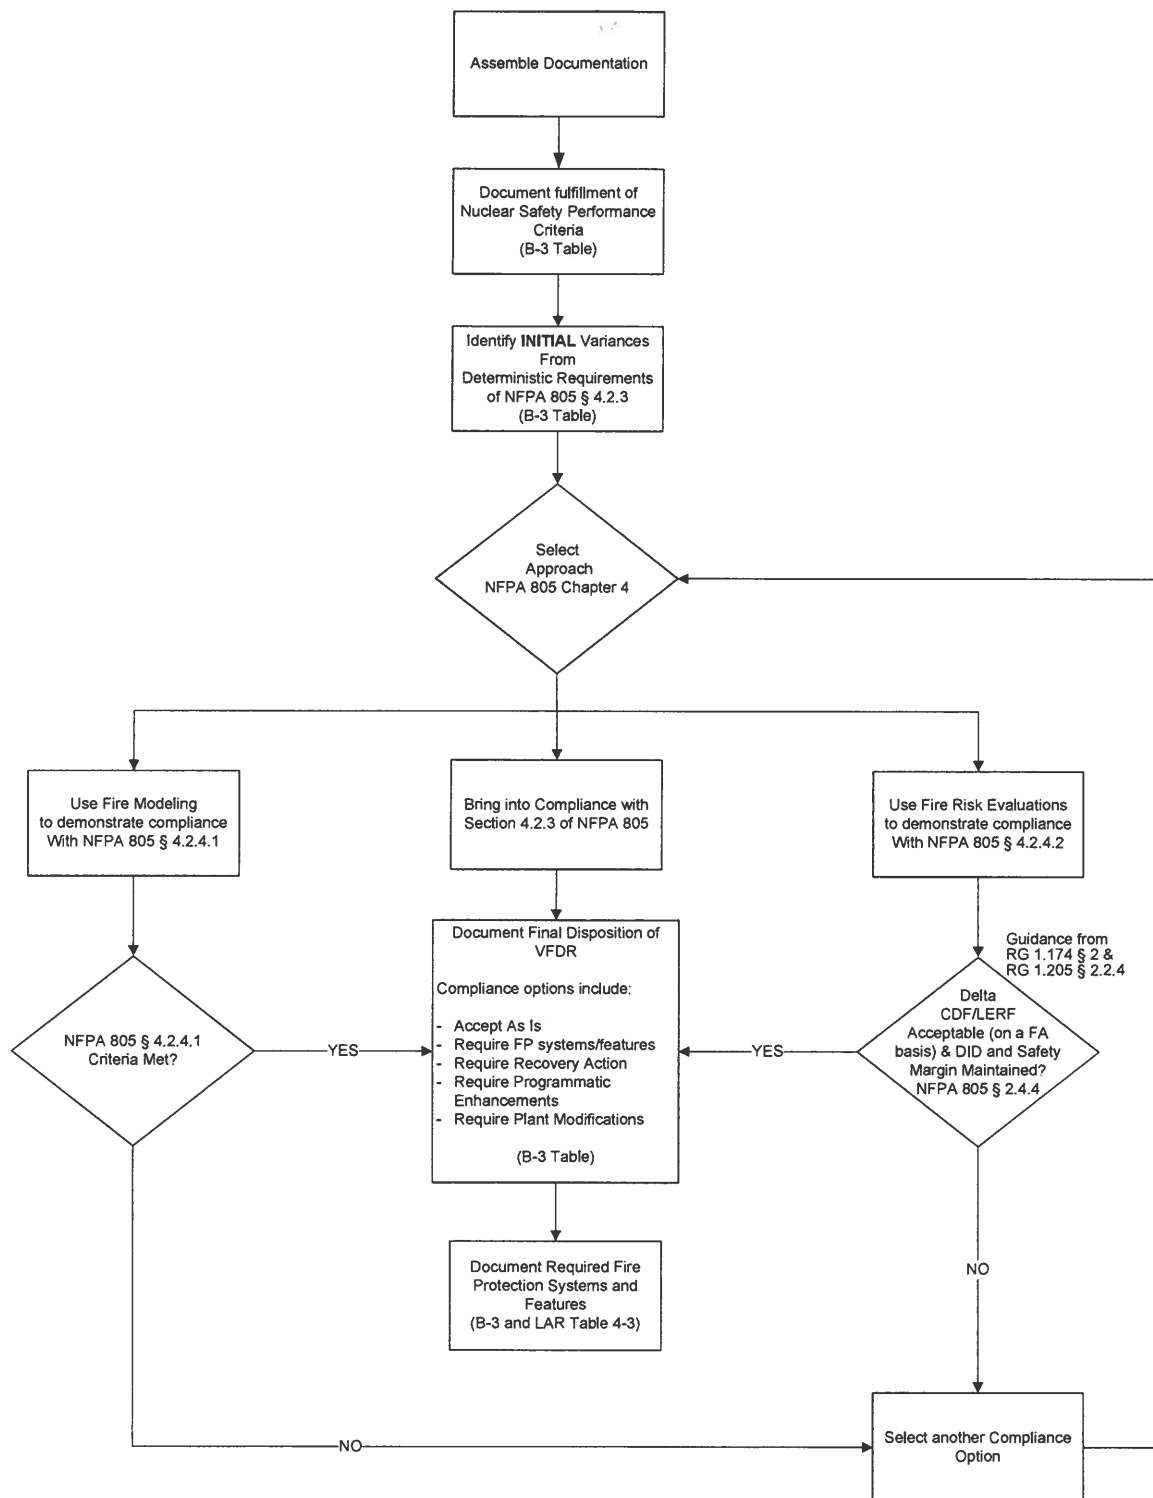 Assemble Documentation
Document fulfillment of
Nuclear Safety Performance
Criteria
(B-3 Table)
Identify INITIAL Variances
From
Deterministic Requirements
of NFPA 805 § 4.2.3
(B-3 Table)
Select
Approach
NFPA 805 Chapter 4
Use Fire Modeling
to demonstrate compliance
With NFPA 805 § 4.2.4.1
Bring into Compliance with
Section 4.2.3 of NFPA 805
Use Fire Risk Evaluations
to demonstrate compliance
With NFPA 805 § 4.2.4.2
Guidance from
RG 1.174 § 2 &
RG 1.205 § 2.2.4
NFPA 805 § 4.2.4.1
Criteria Met?
YES
Document Final Disposition of
VFDR
Compliance options include:
- Accept As Is
- Require FP systems/features
- Require Recovery Action
- Require Programmatic
Enhancements
- Require Plant Modifications
(B-3 Table)
YES
Delta
CDF/LERF
Acceptable (on a FA
basis) & DID and Safety
Margin Maintained?
NFPA 805 § 2.4.4
Document Required Fire
Protection Systems and
Features
(B-3 and LAR Table 4-3)
NO
NO
Select another Compliance
Option